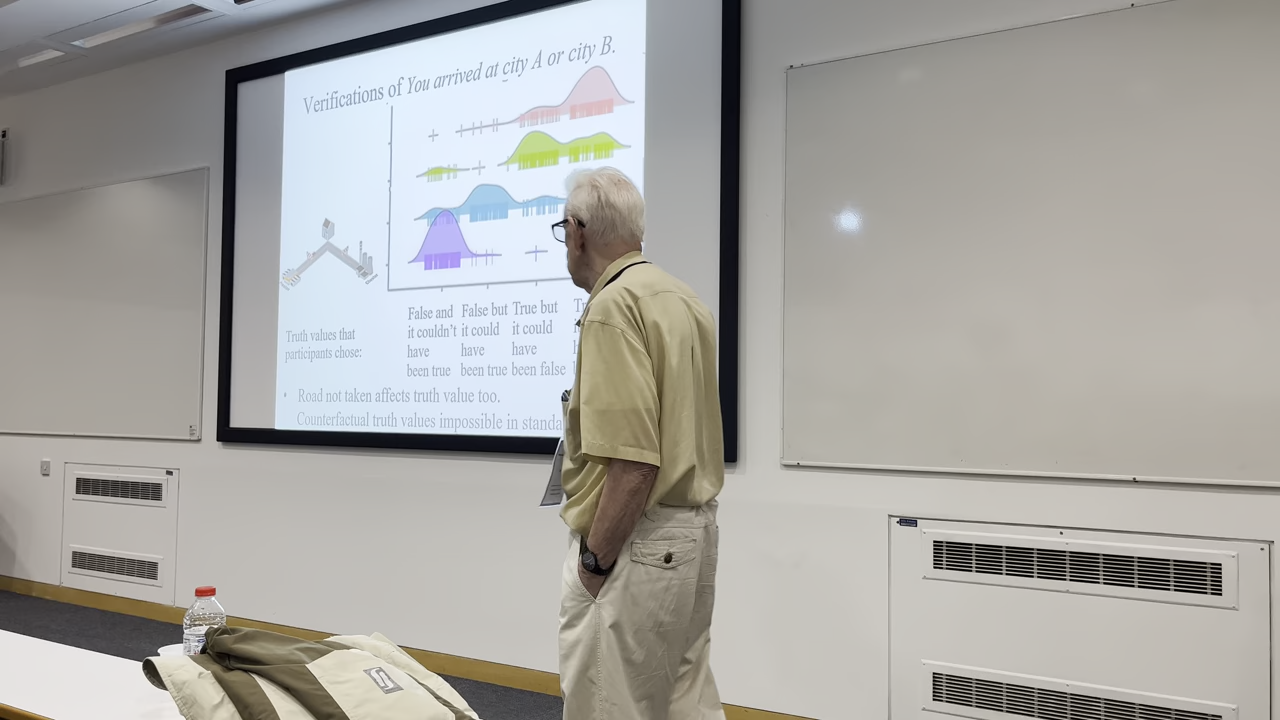 Verifications of You arrived at city A or city B.
False and False but True but
it couldn't it could it could
have have have
been true been true been false
Truth values that
participants chose:
Road not taken affects truth value too.
Counterfactual truth values impossible in